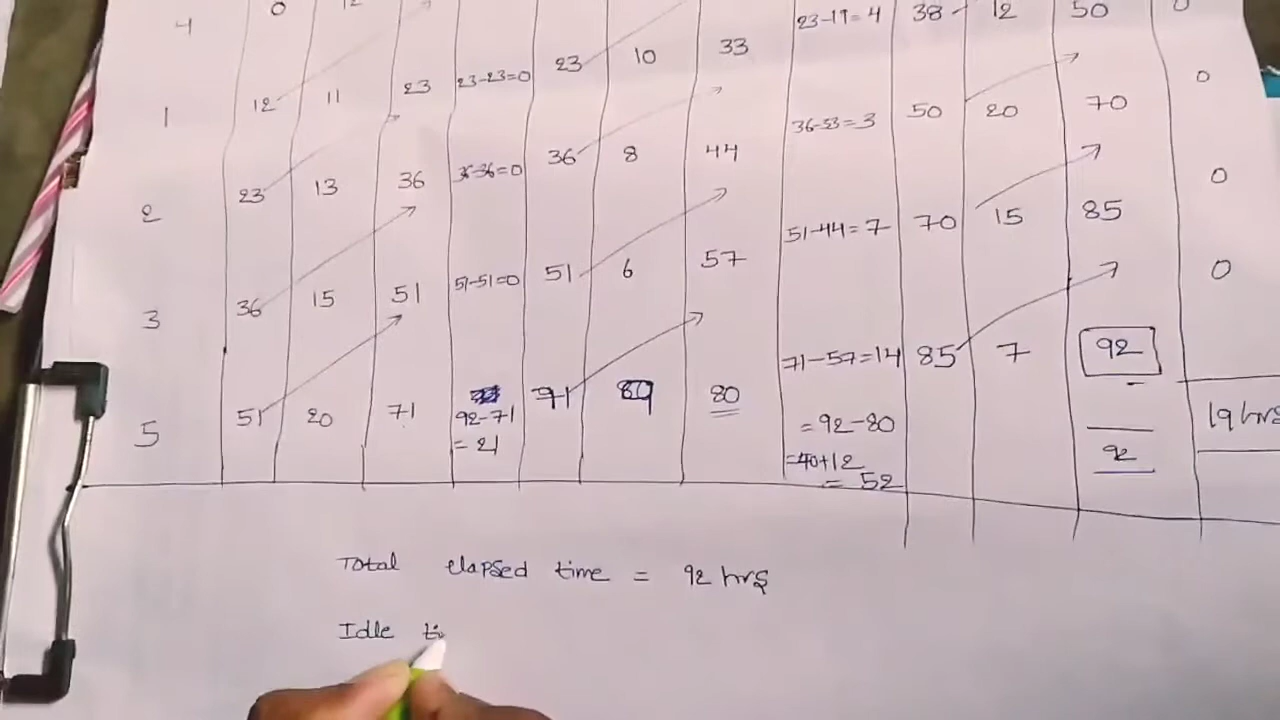 4 0 12 23-19=4 38 12 50 0
1 12 11 23 23-23=0 23 10 33 36-33=3 50 20 70 0
2 23 13 36 36-36=0 36 8 44 51-44=7 70 15 85 0
3 36 15 51 51-51=0 51 6 57 71-57=14 85 7 92 0
5 51 20 71 92-71 71 80 =92-80 19 hrs
=21 =40+12 92
= 52
Total elapsed time = 92 hrs
Idle ti